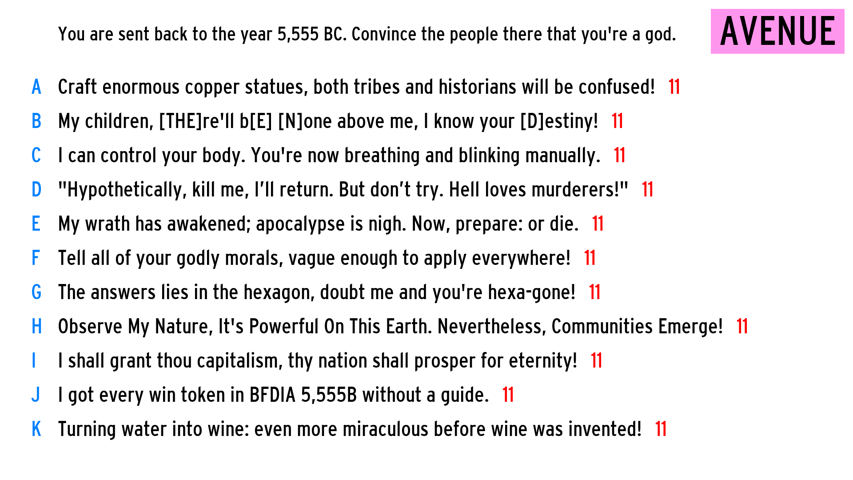 You are sent back to the year 5,555 BC. Convince the people there that you're a god.
AVENUE
A Craft enormous copper statues, both tribes and historians will be confused! 11
B My children, [THE]re'll b[E] [N]one above me, I know your [D]estiny! 11
C I can control your body. You're now breathing and blinking manually. 11
D "Hypothetically, kill me, I’ll return. But don’t try. Hell loves murderers!" 11
E My wrath has awakened; apocalypse is nigh. Now, prepare: or die. 11
F Tell all of your godly morals, vague enough to apply everywhere! 11
G The answers lies in the hexagon, doubt me and you're hexa-gone! 11
H Observe My Nature, It's Powerful On This Earth. Nevertheless, Communities Emerge! 11
I I shall grant thou capitalism, thy nation shall prosper for eternity! 11
J I got every win token in BFDIA 5,555B without a guide. 11
K Turning water into wine: even more miraculous before wine was invented! 11